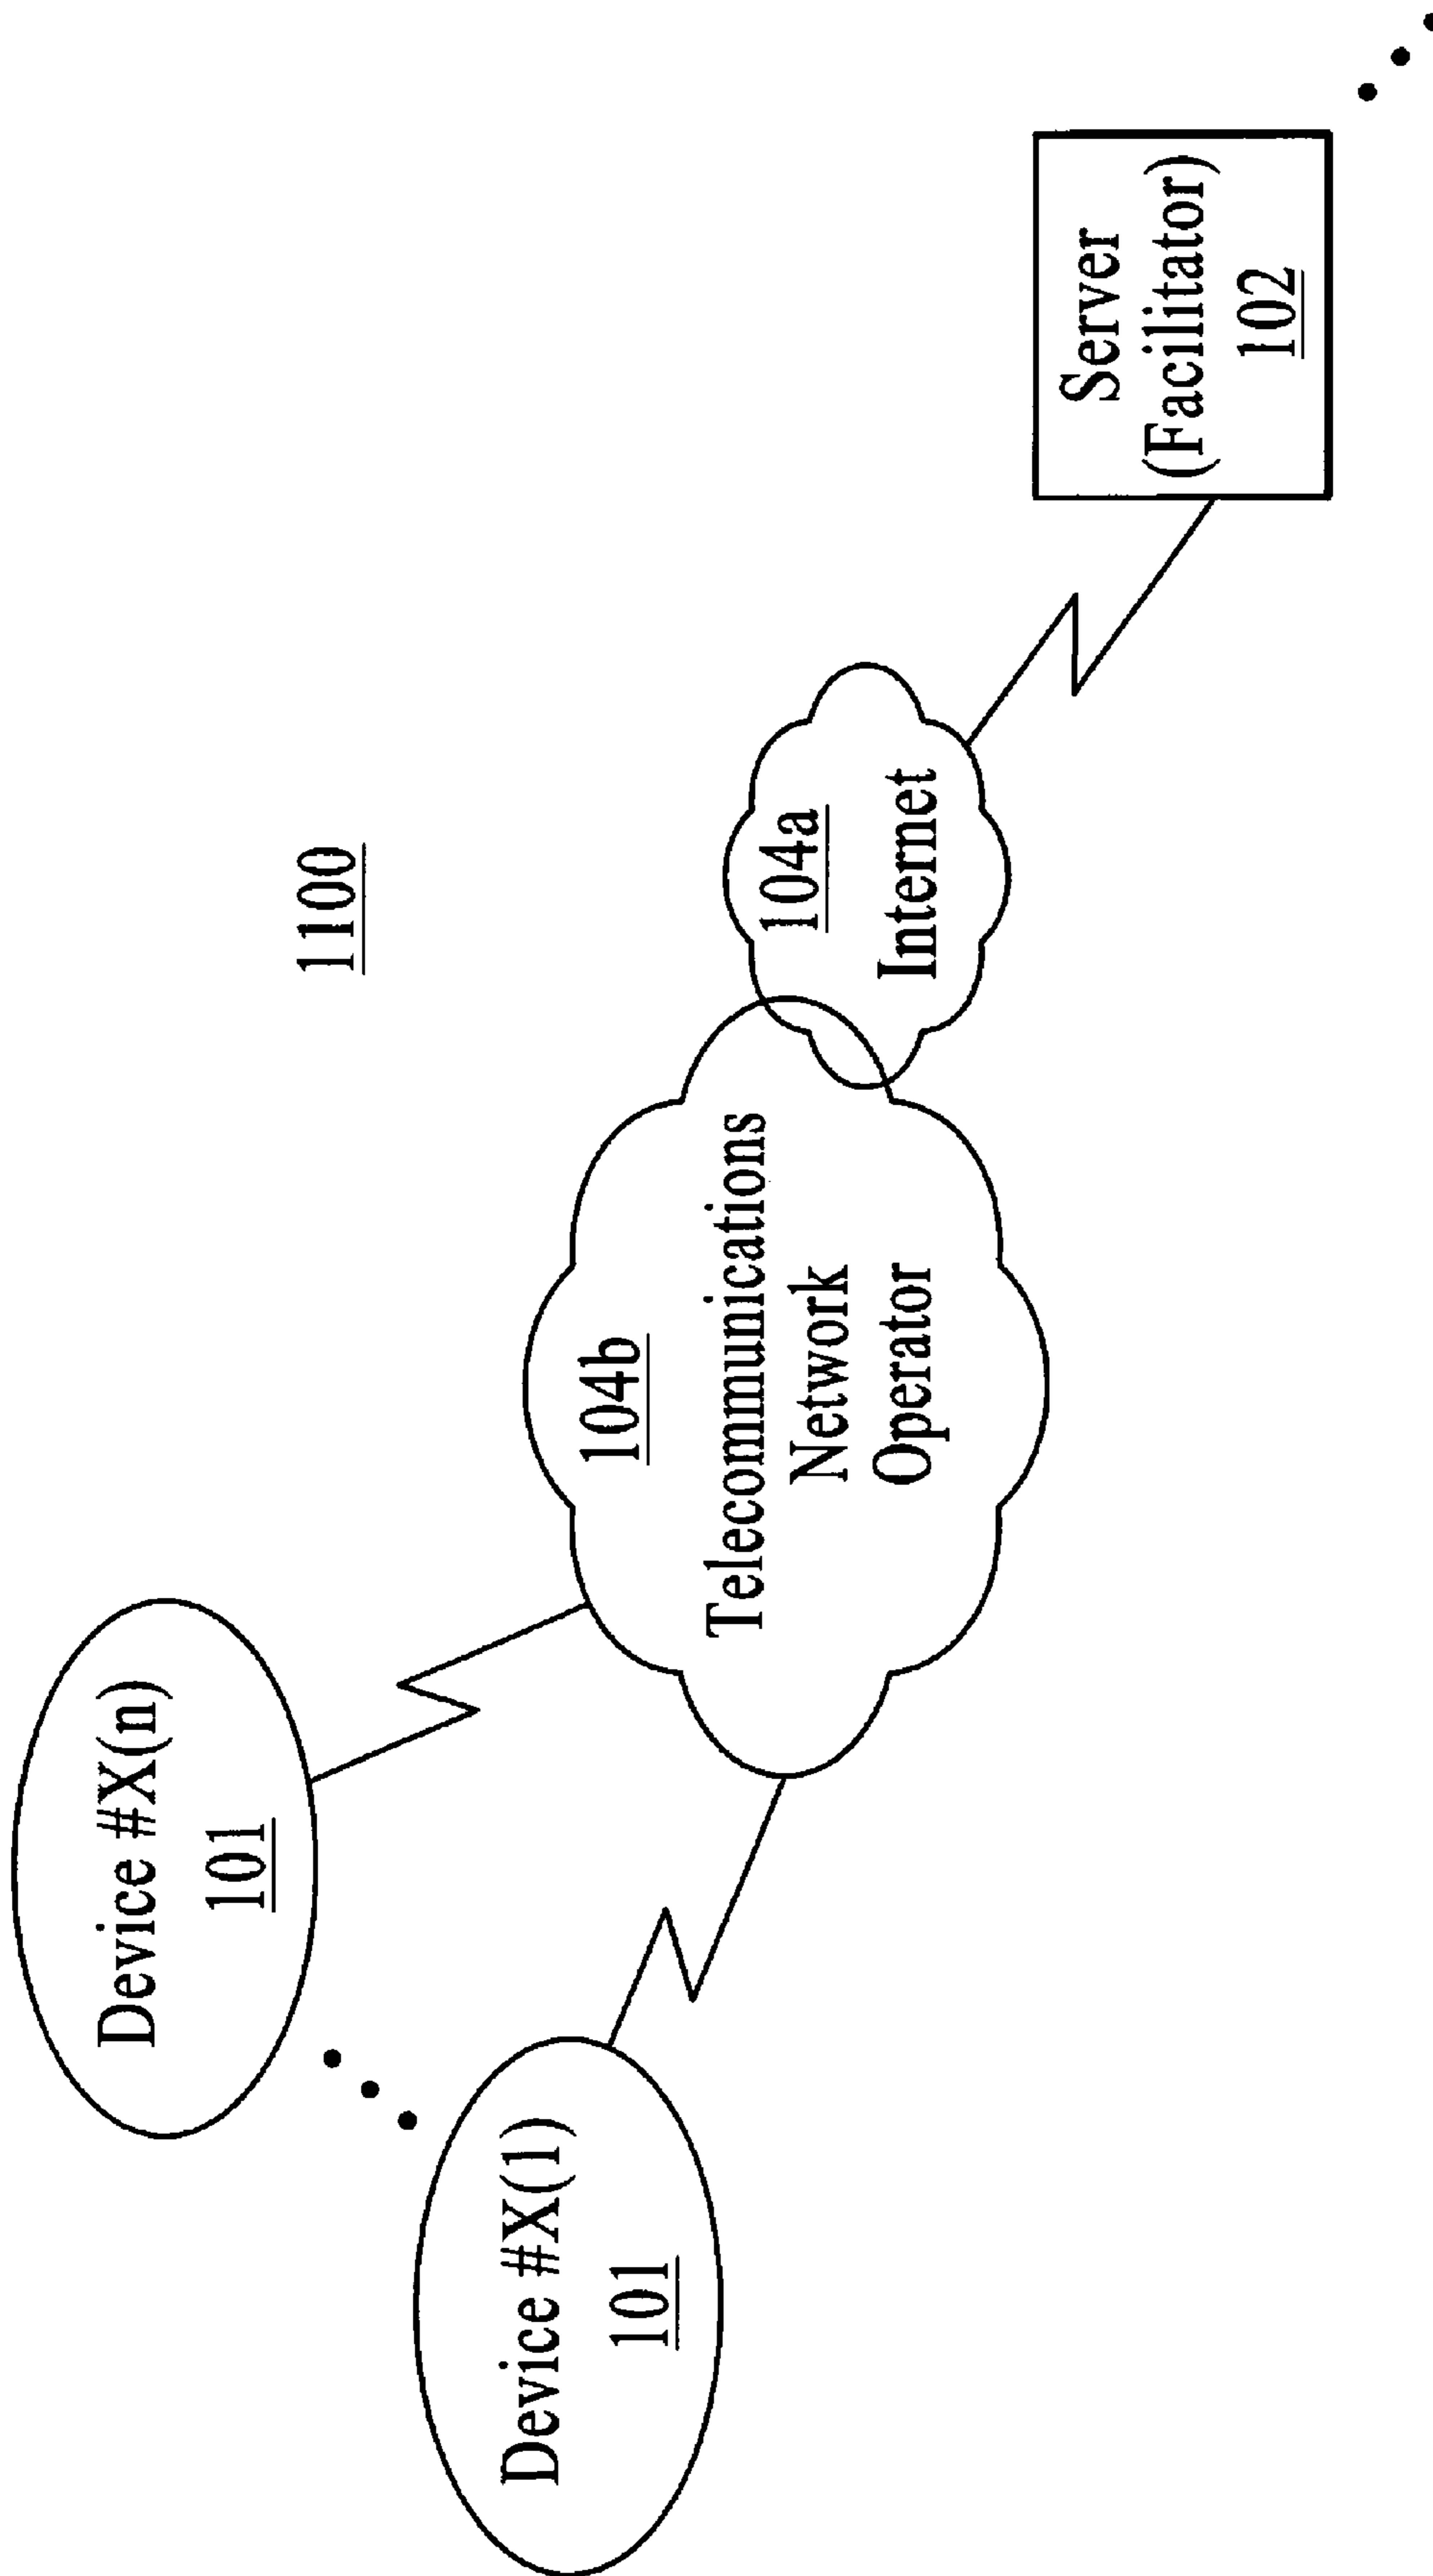 1100
Device #X(n)
101
Device #X(1)
101
104b
Telecommunications
Network
Operator
104a
Internet
Server
(Facilitator)
102